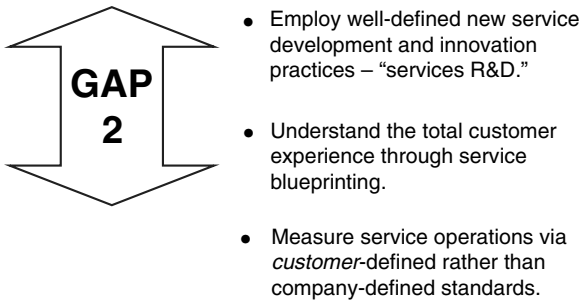 GAP
2
• Employ well-defined new service
development and innovation
practices – “services R&D.”
• Understand the total customer
experience through service
blueprinting.
• Measure service operations via
customer-defined rather than
company-defined standards.